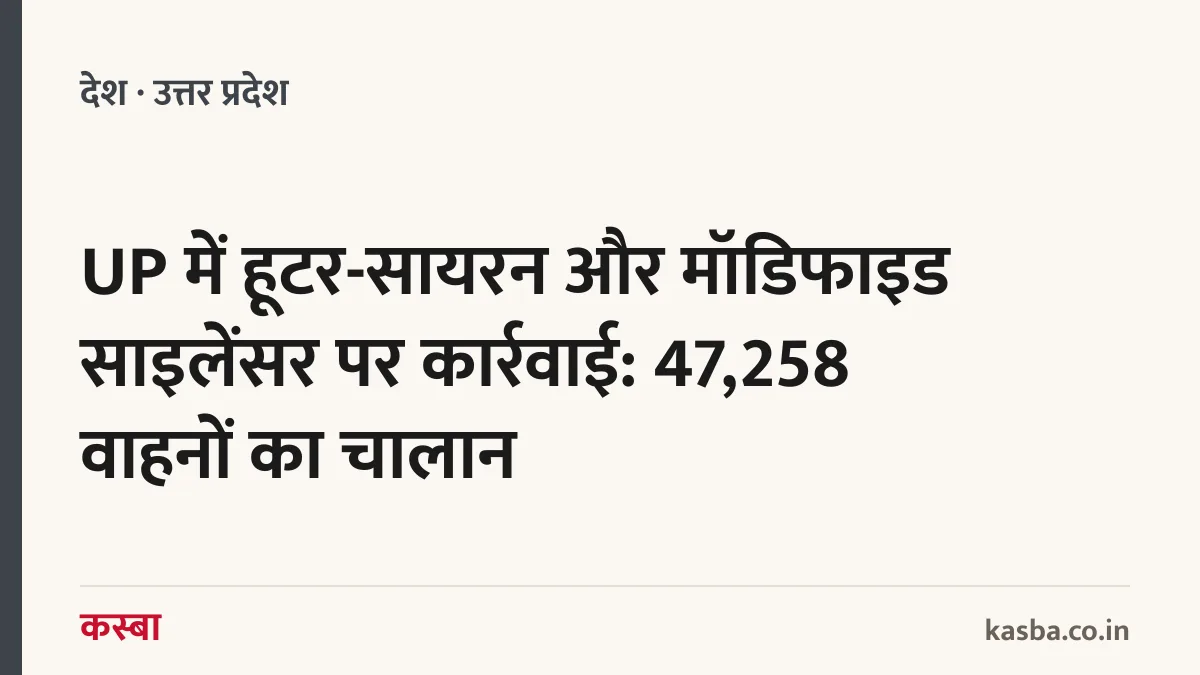 देश · उत्तर प्रदेश
UP में हूटर-सायरन और मॉडिफाइड
साइलेंसर पर कार्रवाई: 47,258
वाहनों का चालान
कस्बा
kasba.co.in